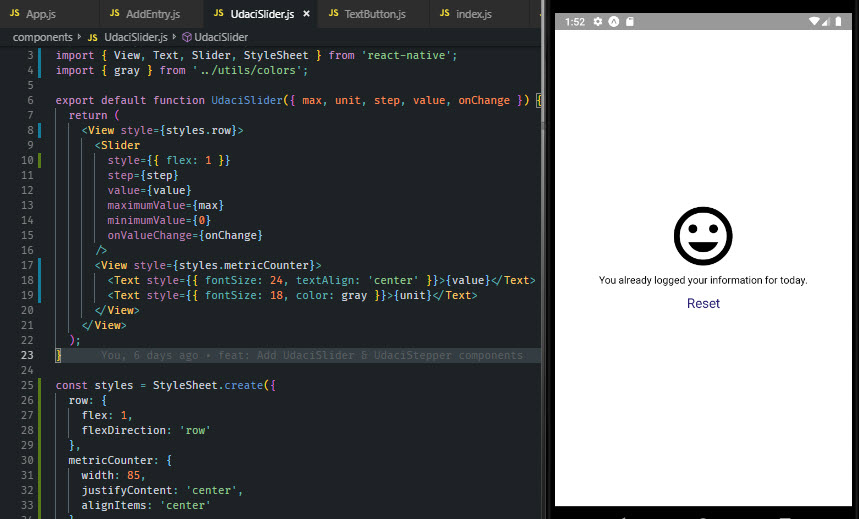 JS App.js JS AddEntry.js JS UdaciSlider.js × JS TextButton.js JS index.js JS
components > JS UdaciSlider.js > UdaciSlider
3 import { View, Text, Slider, StyleSheet } from 'react-native';
4 import { gray } from '../utils/colors';
5
6 export default function UdaciSlider({ max, unit, step, value, onChange }) {
7 return (
8 <View style={styles.row}>
9 <Slider
10 style={{ flex: 1 }}
11 step={step}
12 value={value}
13 maximumValue={max}
14 minimumValue={0}
15 onValueChange={onChange}
16 />
17 <View style={styles.metricCounter}>
18 <Text style={{ fontSize: 24, textAlign: 'center' }}>{value}</Text>
19 <Text style={{ fontSize: 18, color: gray }}>{unit}</Text>
20 </View>
21 </View>
22 );
23 } You, 6 days ago • feat: Add UdaciSlider & UdaciStepper components
24
25 const styles = StyleSheet.create({
26 row: {
27 flex: 1,
28 flexDirection: 'row'
29 },
30 metricCounter: {
31 width: 85,
32 justifyContent: 'center',
33 alignItems: 'center'
1:52
You already logged your information for today.
Reset